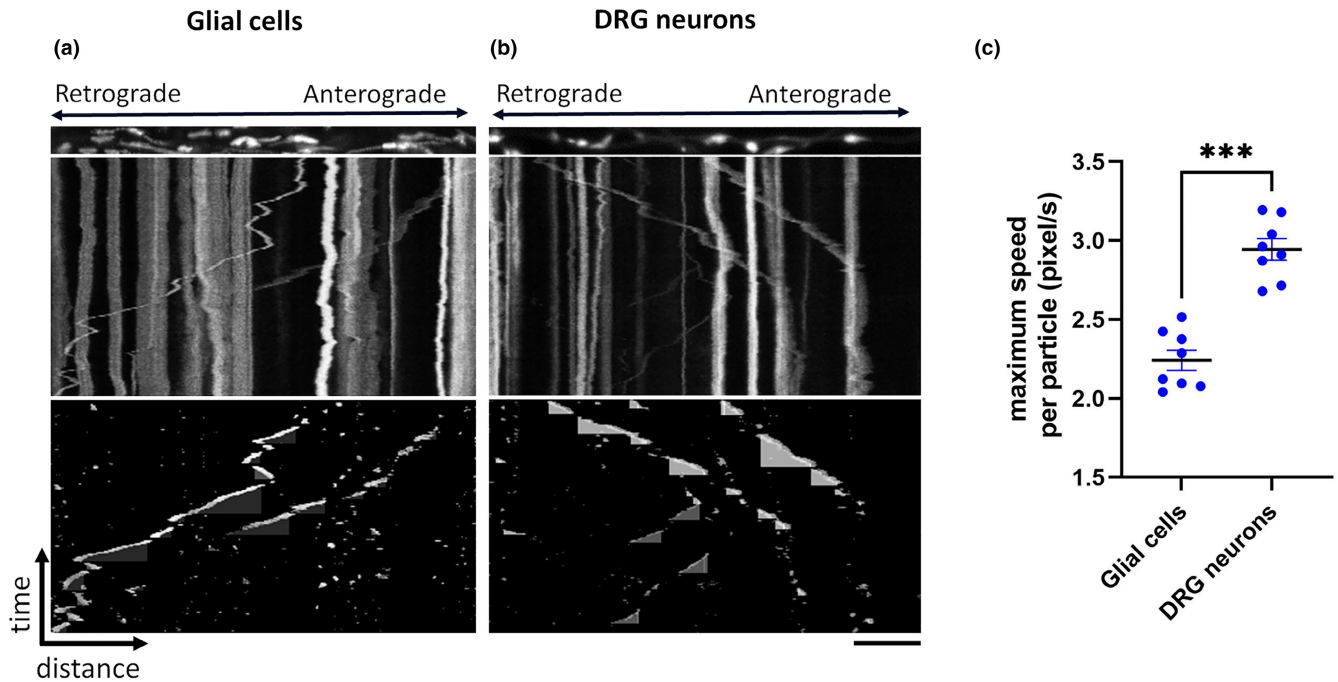 Glial cells
DRG neurons
(a)
(b)
(c)
Retrograde
Anterograde
Retrograde
Anterograde
time
distance
***
maximum speed
per particle (pixel/s)
3.5
3.0
2.5
2.0
1.5
Glial cells
DRG neurons